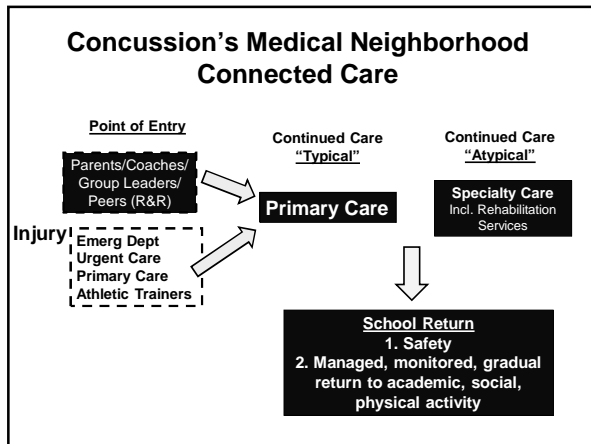 Concussion's Medical Neighborhood
Connected Care
Point of Entry
Parents/Coaches/
Group Leaders/
Peers (R&R)
Injury
Emerg Dept
Urgent Care
Primary Care
Athletic Trainers
Continued Care
"Typical"
Primary Care
Continued Care
"Atypical"
Specialty Care
Incl. Rehabilitation
Services
School Return
1. Safety
2. Managed, monitored, gradual
return to academic, social,
physical activity